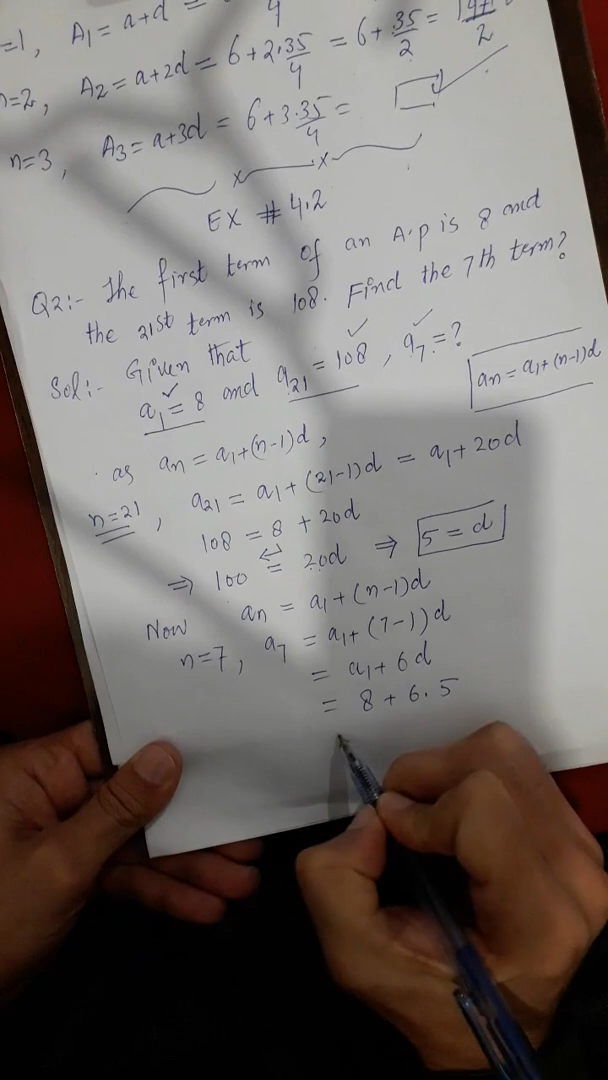 =1, A1 = a+d = 4
n=2, A2 = a+2d = 6+2.35/4 = 6+35/2 = /2
n=3, A3 = a+3d = 6+3.35/4 =
x x
EX # 4.2
Q2:- The first term of an A.p is 8 and
the 21st term is 108. Find the 7th term?
Sol:- Given that
a1 = 8 and a21 = 108, a7 = ?
an = a1+(n-1)d
as an = a1+(n-1)d,
n=21, a21 = a1+(21-1)d = a1+20d
108 = 8 + 20d
⇒ 100 = 20d ⇒ 5 = d
Now an = a1+(n-1)d
n=7, a7 = a1+(7-1)d
= a1+6d
= 8+6.5